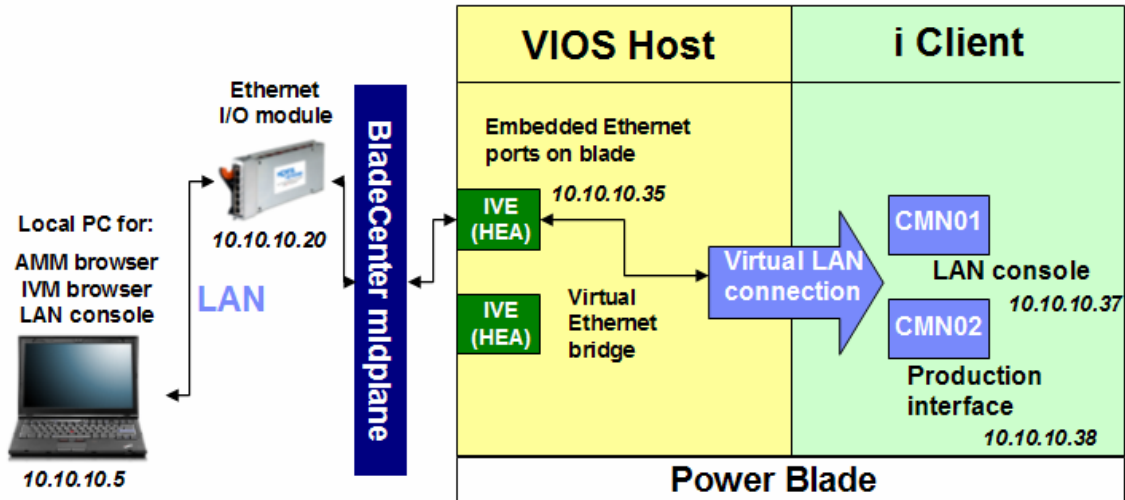 VIOS Host
i Client
Ethernet
I/O module
10.10.10.20
Local PC for:
AMM browser
IVM browser
LAN console
10.10.10.5
LAN
BladeCenter mIdplane
Embedded Ethernet
ports on blade
10.10.10.35
IVE
(HEA)
IVE
(HEA)
Virtual
Ethernet
bridge
Virtual LAN
connection
CMN01
LAN console
10.10.10.37
CMN02
Production
interface
10.10.10.38
Power Blade